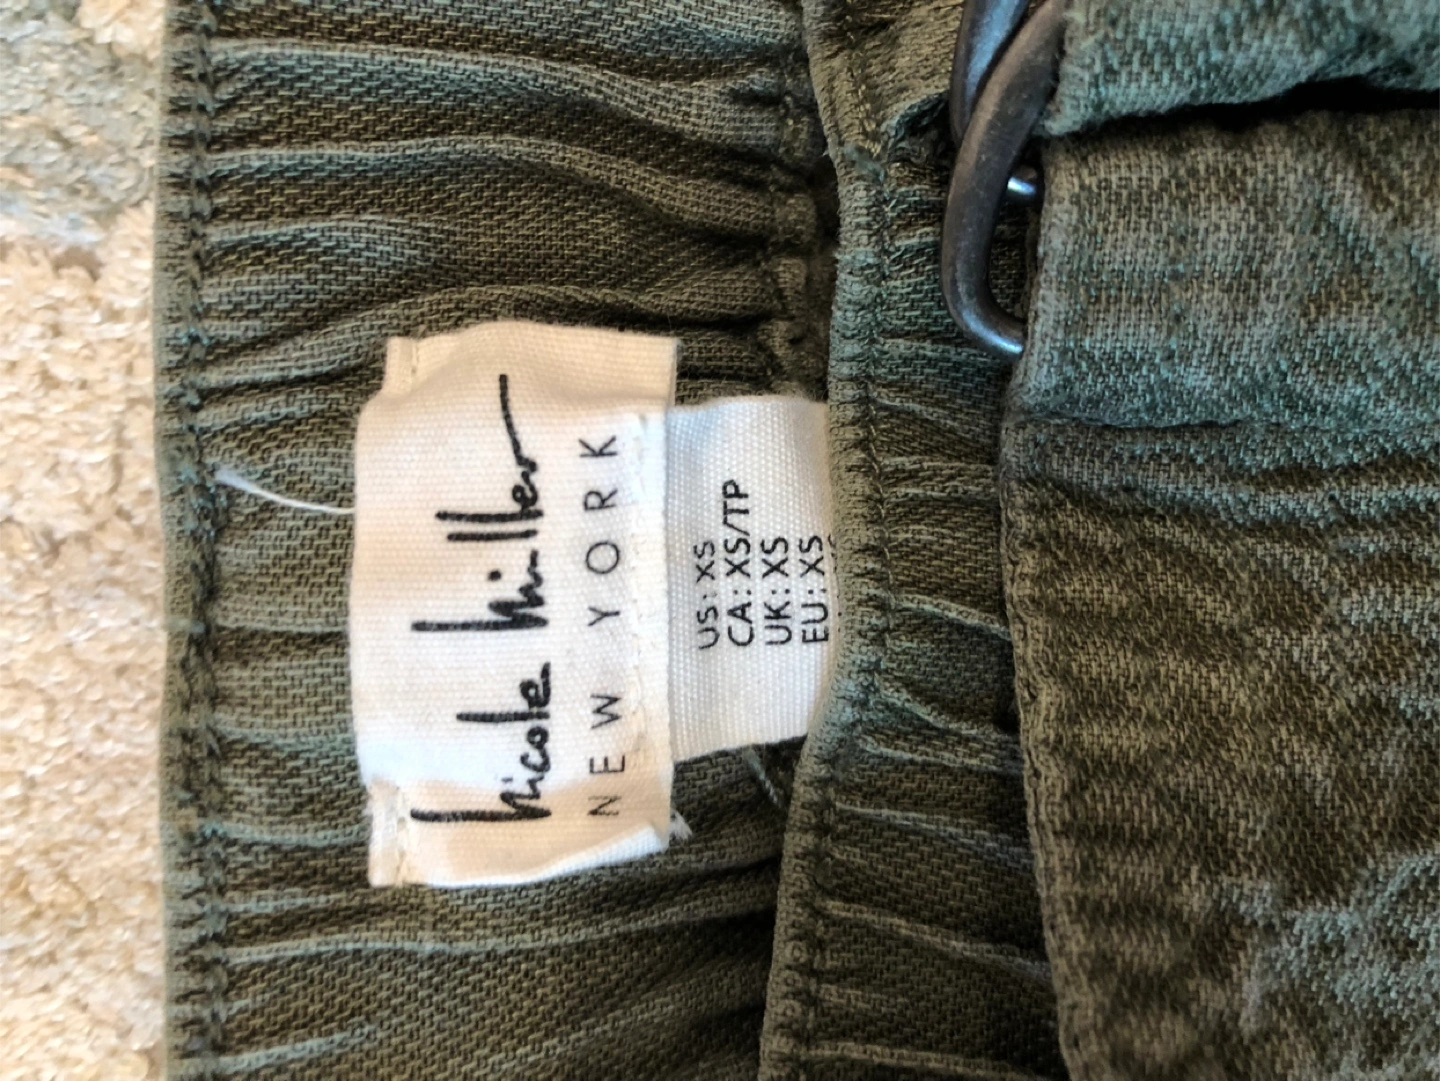 Nicole Miller
NEW YORK
US: XS
CA: XS/TP
UK: XS
EU: XS